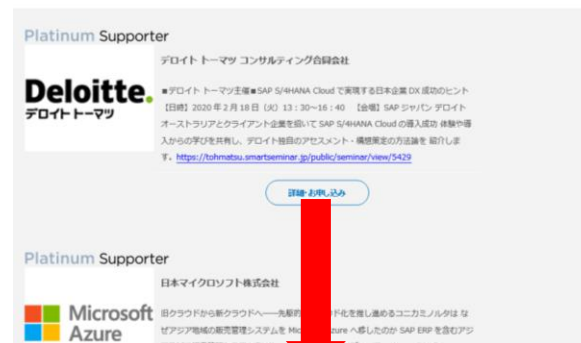 Platinum Supporter
デロイト トーマツ コンサルティング合同会社
Deloitte.
デロイト トーマツ
■デロイト トーマツ主催■SAP S/4HANA Cloud で実現する日本企業 DX 成功のヒント
【日時】2020 年 2 月 18 日（火）13：30～16：40 【会場】SAP ジャパン デロイト
オーストラリアとクライアント企業を招いて SAP S/4HANA Cloud の導入成功 体験や導
入からの学びを共有し、デロイト独自のアセスメント・構想策定の方法論を 紹介しま
す。https://tohmatsu.smartseminar.jp/public/seminar/view/5429
詳細・お申し込み
Platinum Supporter
日本マイクロソフト株式会社
Microsoft
Azure
旧クラウドから新クラウドへ――先駆的 ド化を推し進めるコニカミノルタは な
ぜアジア地域の販売管理システムを Mic zure へ移したのか SAP ERP を含むアジ